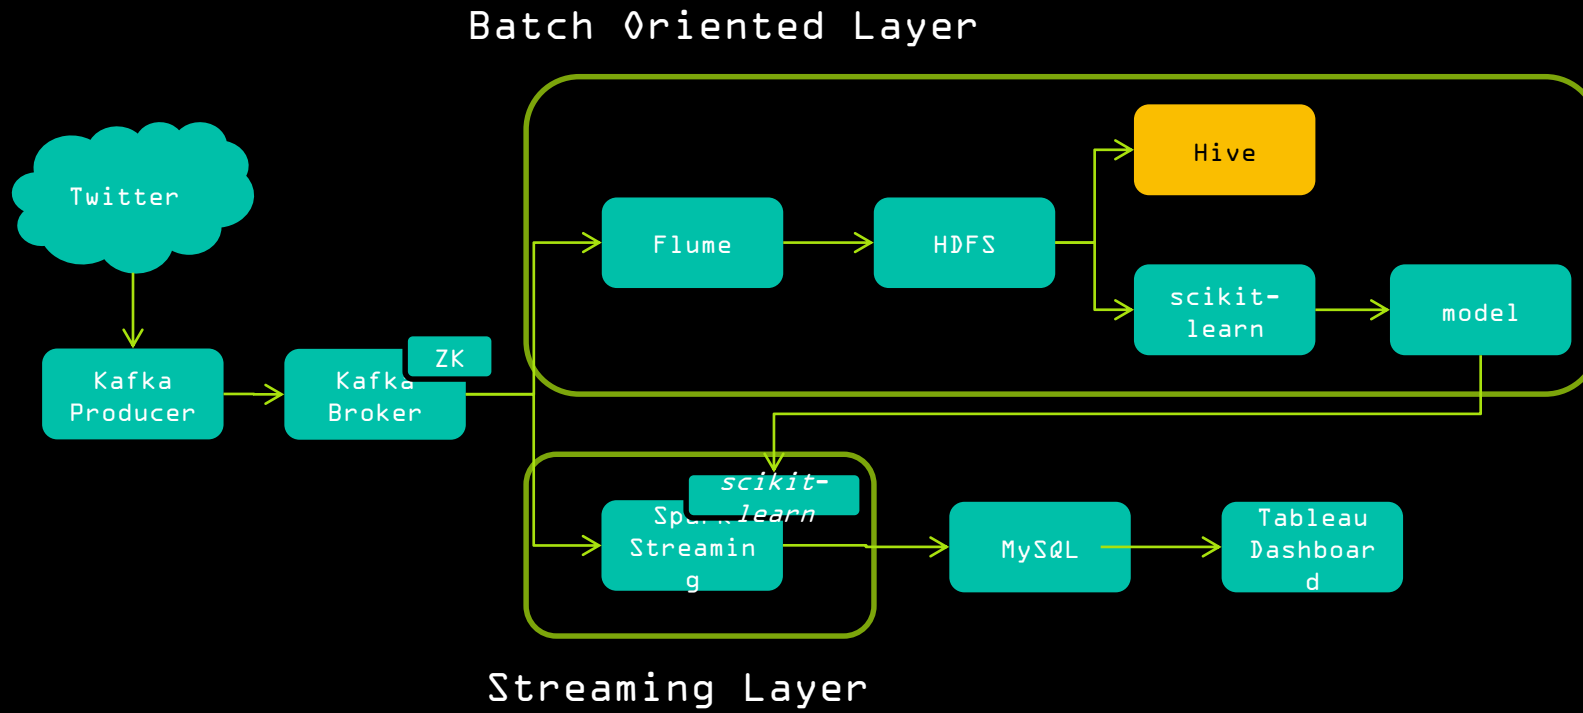 Batch Oriented Layer
Twitter
Hive
Flume
HDFS
scikit-
learn
model
ZK
Kafka
Producer
Kafka
Broker
scikit-
learn
Spark
Streamin
g
MySQL
Tableau
Dashboar
d
Streaming Layer